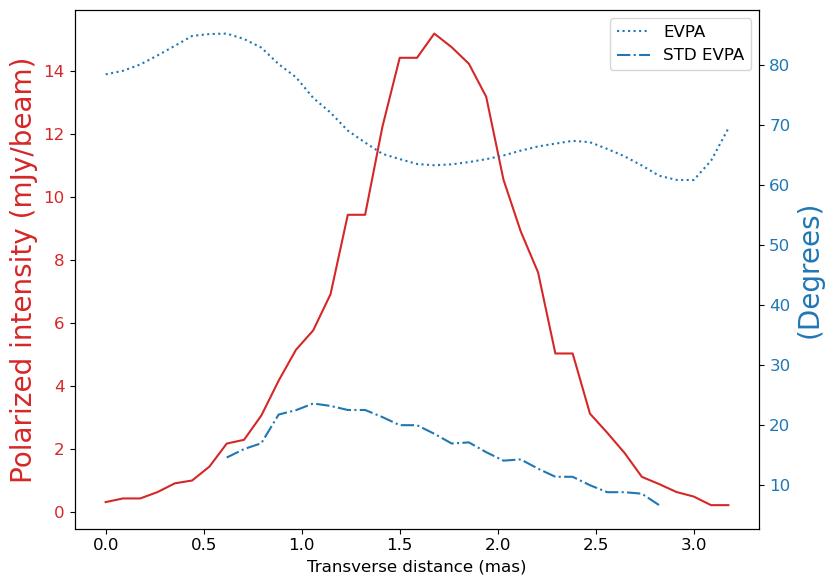 EVPA
STD EVPA
Polarized intensity (mJy/beam)
14
12
10
8
6
4
2
0
80
70
60
50
40
30
20
10
(Degrees)
0.0 0.5 1.0 1.5 2.0 2.5 3.0
Transverse distance (mas)